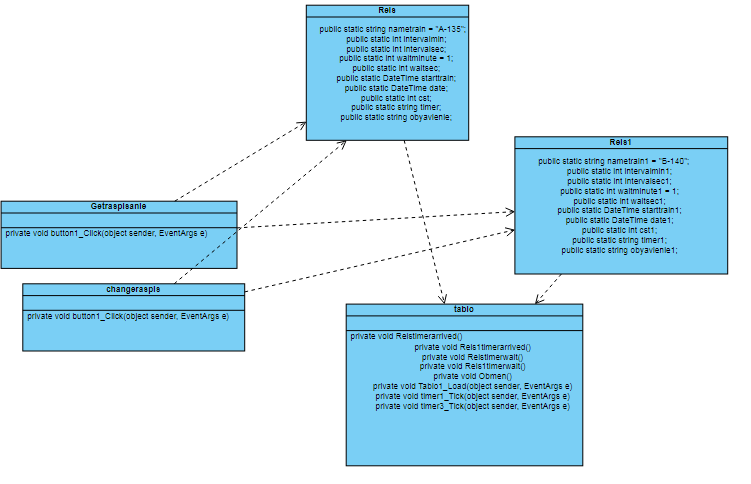 Reis
public static string nametrain = "A-135";
public static int intervalmin;
public static int intervalsec;
public static int waitminute = 1;
public static int waitsec;
public static DateTime starttrain;
public static DateTime date;
public static int cst;
public static string timer;
public static string obyavlenie;
Reis1
public static string nametrain1 = "Б-140";
public static int intervalmin1;
public static int intervalsec1;
public static int waitminute1 = 1;
public static int waitsec1;
public static DateTime starttrain1;
public static DateTime date1;
public static int cst1;
public static string timer1;
public static string obyavlenie1;
Getraspisanie
private void button1_Click(object sender, EventArgs e)
changeraspis
private void button1_Click(object sender, EventArgs e)
tablo
private void Reistimerarrived()
private void Reis1timerarrived()
private void Reistimerwait()
private void Reis1timerwait()
private void Obmen()
private void Tablo1_Load(object sender, EventArgs e)
private void timer1_Tick(object sender, EventArgs e)
private void timer3_Tick(object sender, EventArgs e)